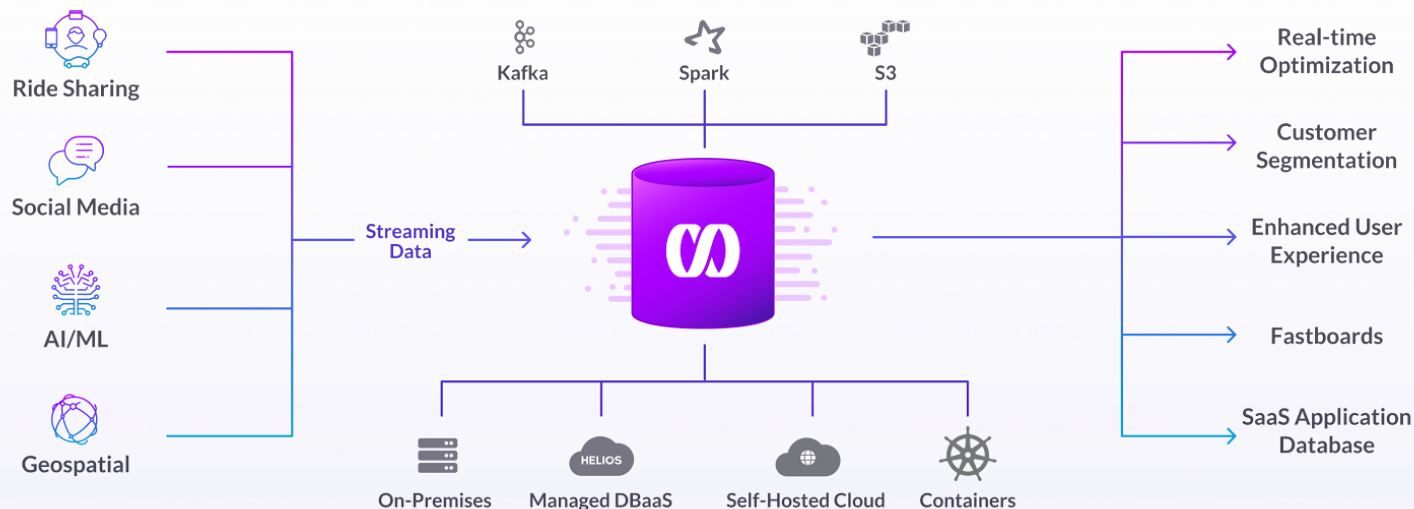 Ride Sharing
Social Media
AI/ML
Geospatial
Streaming
Data
Kafka
Spark
S3
HELIOS
On-Premises
Managed DBaaS
Self-Hosted Cloud
Containers
Real-time
Optimization
Customer
Segmentation
Enhanced User
Experience
Fastboards
SaaS Application
Database